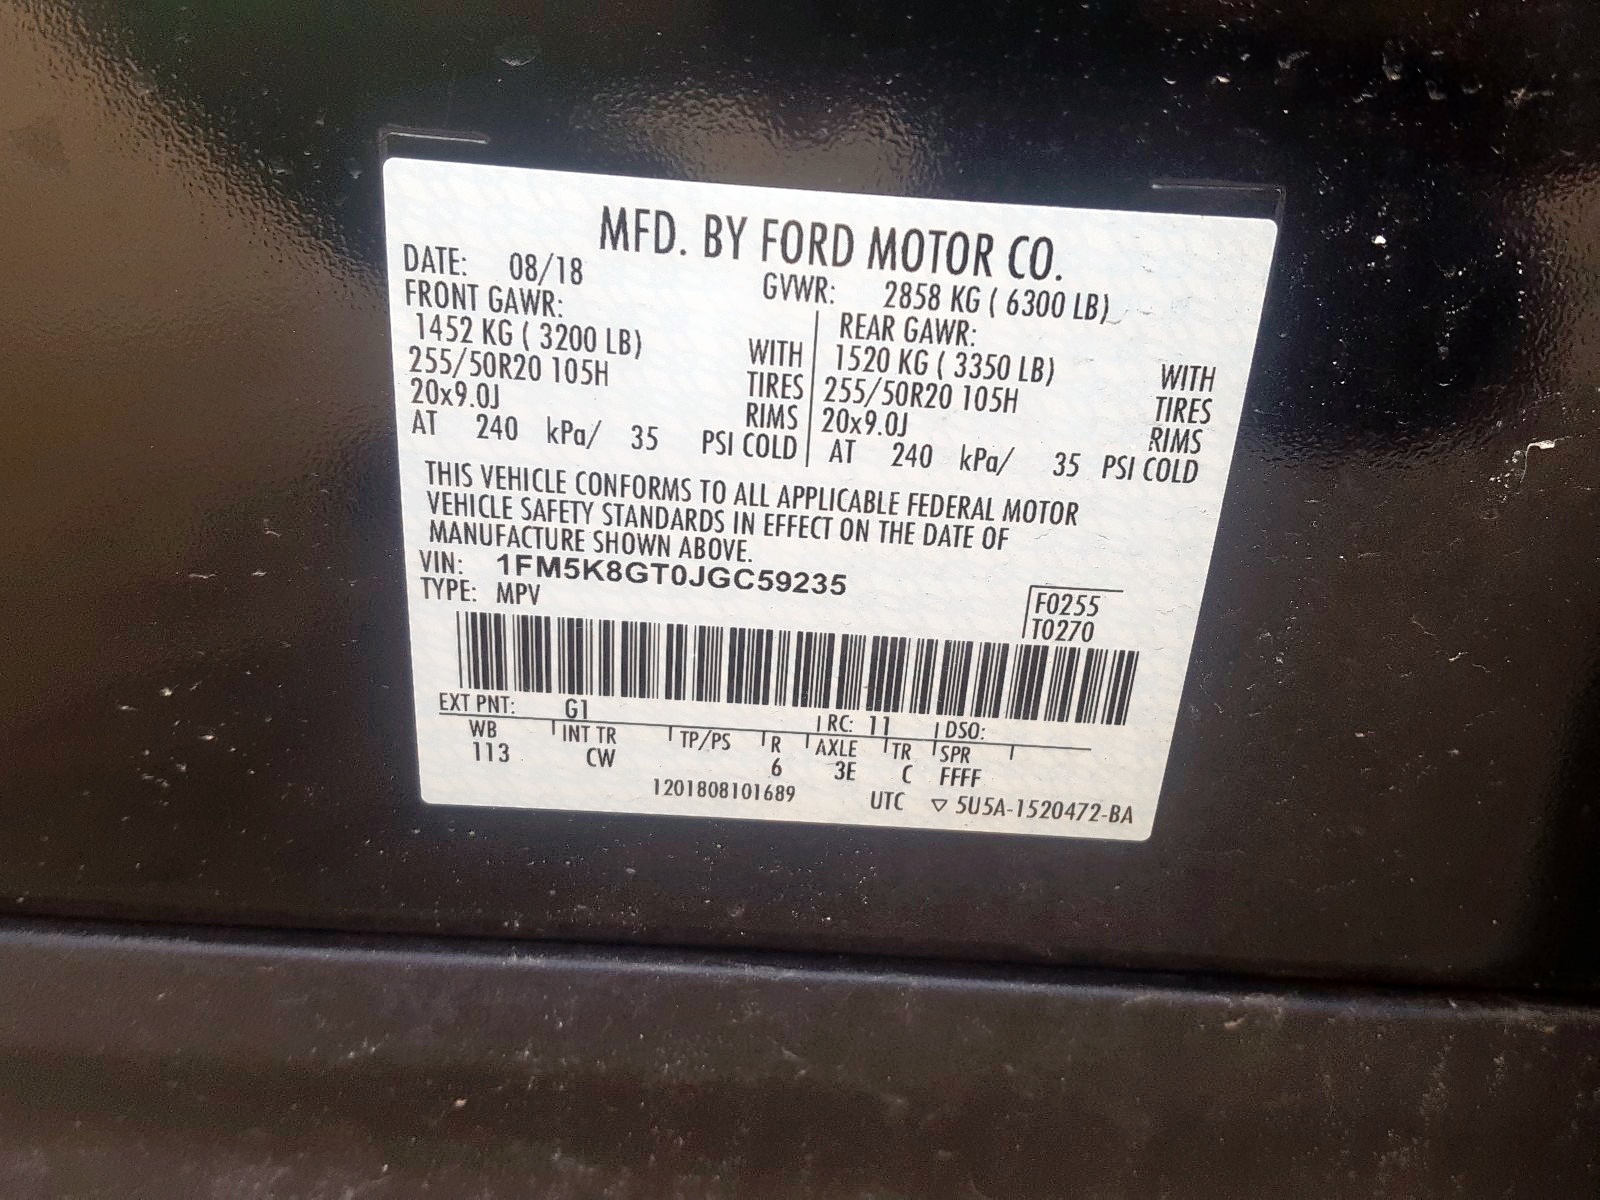 MFD. BY FORD MOTOR CO.
DATE: 08/18 GVWR: 2858 KG ( 6300 LB)
FRONT GAWR: REAR GAWR:
1452 KG ( 3200 LB) WITH 1520 KG ( 3350 LB) WITH
255/50R20 105H TIRES 255/50R20 105H TIRES
20x9.0J RIMS 20x9.0J RIMS
AT 240 kPa/ 35 PSI COLD AT 240 kPa/ 35 PSI COLD
THIS VEHICLE CONFORMS TO ALL APPLICABLE FEDERAL MOTOR
VEHICLE SAFETY STANDARDS IN EFFECT ON THE DATE OF
MANUFACTURE SHOWN ABOVE.
VIN: 1FM5K8GT0JGC59235
TYPE: MPV F0255
T0270
EXT PNT: G1 RC: 11 DSO:
WB INT TR TP/PS R AXLE TR SPR
113 CW 6 3E C FFFF
1201808101689 UTC ▽ 5U5A-1520472-BA